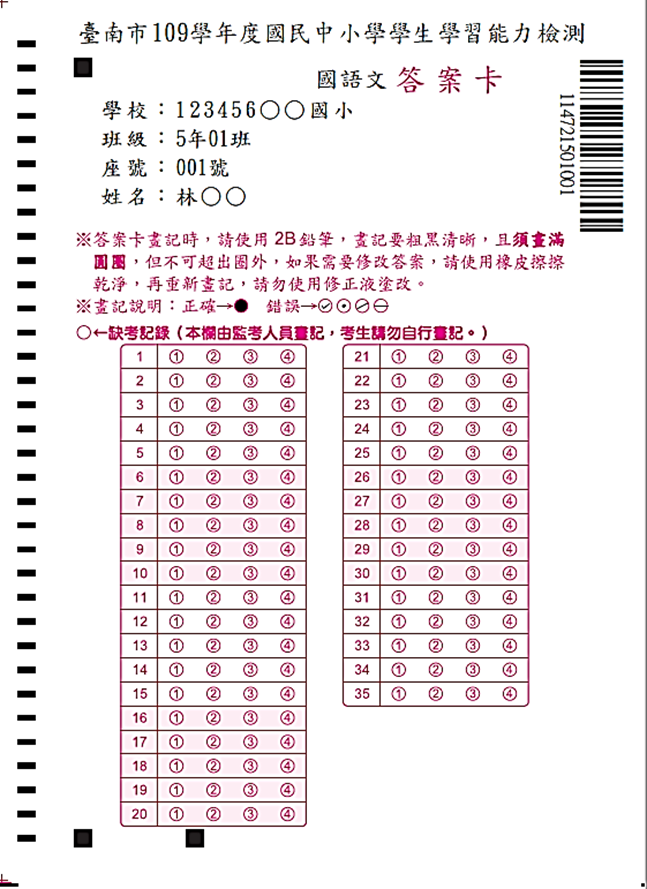 臺南市109學年度國民中小學學生學習能力檢測
國語文 答案卡
學校：123456〇〇國小
班級：5年01班
座號：001號
姓名：林〇〇
114721501001
※答案卡畫記時，請使用2B鉛筆，畫記要粗黑清晰，且須畫滿
圓圈，但不可超出圈外，如果需要修改答案，請使用橡皮擦擦
乾淨，再重新畫記，請勿使用修正液塗改。
※畫記說明：正確→● 錯誤→
○←缺考記錄（本欄由監考人員畫記，考生請勿自行畫記。）
1 ① ② ③ ④
2 ① ② ③ ④
3 ① ② ③ ④
4 ① ② ③ ④
5 ① ② ③ ④
6 ① ② ③ ④
7 ① ② ③ ④
8 ① ② ③ ④
9 ① ② ③ ④
10 ① ② ③ ④
11 ① ② ③ ④
12 ① ② ③ ④
13 ① ② ③ ④
14 ① ② ③ ④
15 ① ② ③ ④
16 ① ② ③ ④
17 ① ② ③ ④
18 ① ② ③ ④
19 ① ② ③ ④
20 ① ② ③ ④
21 ① ② ③ ④
22 ① ② ③ ④
23 ① ② ③ ④
24 ① ② ③ ④
25 ① ② ③ ④
26 ① ② ③ ④
27 ① ② ③ ④
28 ① ② ③ ④
29 ① ② ③ ④
30 ① ② ③ ④
31 ① ② ③ ④
32 ① ② ③ ④
33 ① ② ③ ④
34 ① ② ③ ④
35 ① ② ③ ④